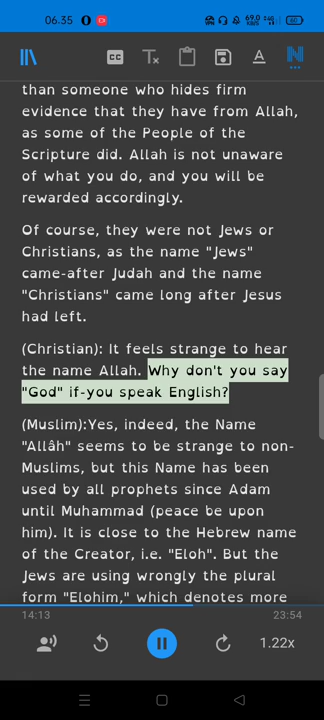 06.35
69.0
KB/S
60
CC
than someone who hides firm
evidence that they have from Allah,
as some of the People of the
Scripture did. Allah is not unaware
of what you do, and you will be
rewarded accordingly.
Of course, they were not Jews or
Christians, as the name "Jews"
came-after Judah and the name
"Christians" came long after Jesus
had left.
(Christian): It feels strange to hear
the name Allah. Why don't you say
"God" if-you speak English?
(Muslim):Yes, indeed, the Name
"Allâh" seems to be strange to non-
Muslims, but this Name has been
used by all prophets since Adam
until Muhammad (peace be upon
him). It is close to the Hebrew name
of the Creator, i.e. "Eloh". But the
Jews are using wrongly the plural
form "Elohim," which denotes more
14:13
23:54
1.22x